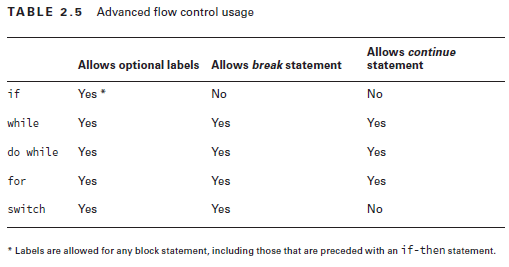 TABLE 2.5 Advanced flow control usage
Allows optional labels Allows break statement Allows continue statement
if Yes * No No
while Yes Yes Yes
do while Yes Yes Yes
for Yes Yes Yes
switch Yes Yes No
* Labels are allowed for any block statement, including those that are preceded with an if-then statement.